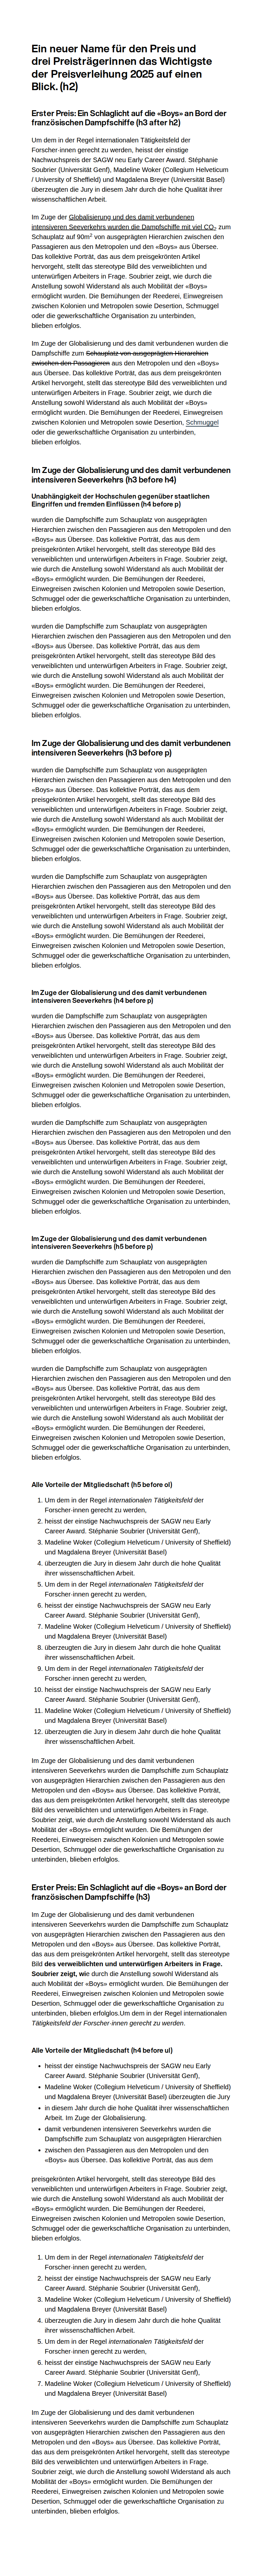 Ein neuer Name für den Preis und
drei Preisträgerinnen das Wichtigste
der Preisverleihung 2025 auf einen
Blick. (h2)
Erster Preis: Ein Schlaglicht auf die «Boys» an Bord der
französischen Dampfschiffe (h3 after h2)
Um dem in der Regel internationalen Tätigkeitsfeld der
Forscher·innen gerecht zu werden, heisst der einstige
Nachwuchspreis der SAGW neu Early Career Award. Stéphanie
Soubrier (Universität Genf), Madeline Woker (Collegium Helveticum
/ University of Sheffield) und Magdalena Breyer (Universität Basel)
überzeugten die Jury in diesem Jahr durch die hohe Qualität ihrer
wissenschaftlichen Arbeit.
Im Zuge der Globalisierung und des damit verbundenen
intensiveren Seeverkehrs wurden die Dampfschiffe mit viel CO2 zum
Schauplatz auf 90m2 von ausgeprägten Hierarchien zwischen den
Passagieren aus den Metropolen und den «Boys» aus Übersee.
Das kollektive Porträt, das aus dem preisgekrönten Artikel
hervorgeht, stellt das stereotype Bild des verweiblichten und
unterwürfigen Arbeiters in Frage. Soubrier zeigt, wie durch die
Anstellung sowohl Widerstand als auch Mobilität der «Boys»
ermöglicht wurden. Die Bemühungen der Reederei, Einwegreisen
zwischen Kolonien und Metropolen sowie Desertion, Schmuggel
oder die gewerkschaftliche Organisation zu unterbinden,
blieben erfolglos.
Im Zuge der Globalisierung und des damit verbundenen wurden die
Dampfschiffe zum Schauplatz von ausgeprägten Hierarchien
zwischen den Passagieren aus den Metropolen und den «Boys»
aus Übersee. Das kollektive Porträt, das aus dem preisgekrönten
Artikel hervorgeht, stellt das stereotype Bild des verweiblichten und
unterwürfigen Arbeiters in Frage. Soubrier zeigt, wie durch die
Anstellung sowohl Widerstand als auch Mobilität der «Boys»
ermöglicht wurden. Die Bemühungen der Reederei, Einwegreisen
zwischen Kolonien und Metropolen sowie Desertion, Schmuggel
oder die gewerkschaftliche Organisation zu unterbinden,
blieben erfolglos.
Im Zuge der Globalisierung und des damit verbundenen
intensiveren Seeverkehrs (h3 before h4)
Unabhängigkeit der Hochschulen gegenüber staatlichen
Eingriffen und fremden Einflüssen (h4 before p)
wurden die Dampfschiffe zum Schauplatz von ausgeprägten
Hierarchien zwischen den Passagieren aus den Metropolen und den
«Boys» aus Übersee. Das kollektive Porträt, das aus dem
preisgekrönten Artikel hervorgeht, stellt das stereotype Bild des
verweiblichten und unterwürfigen Arbeiters in Frage. Soubrier zeigt,
wie durch die Anstellung sowohl Widerstand als auch Mobilität der
«Boys» ermöglicht wurden. Die Bemühungen der Reederei,
Einwegreisen zwischen Kolonien und Metropolen sowie Desertion,
Schmuggel oder die gewerkschaftliche Organisation zu unterbinden,
blieben erfolglos.
wurden die Dampfschiffe zum Schauplatz von ausgeprägten
Hierarchien zwischen den Passagieren aus den Metropolen und den
«Boys» aus Übersee. Das kollektive Porträt, das aus dem
preisgekrönten Artikel hervorgeht, stellt das stereotype Bild des
verweiblichten und unterwürfigen Arbeiters in Frage. Soubrier zeigt,
wie durch die Anstellung sowohl Widerstand als auch Mobilität der
«Boys» ermöglicht wurden. Die Bemühungen der Reederei,
Einwegreisen zwischen Kolonien und Metropolen sowie Desertion,
Schmuggel oder die gewerkschaftliche Organisation zu unterbinden,
blieben erfolglos.
Im Zuge der Globalisierung und des damit verbundenen
intensiveren Seeverkehrs (h3 before p)
wurden die Dampfschiffe zum Schauplatz von ausgeprägten
Hierarchien zwischen den Passagieren aus den Metropolen und den
«Boys» aus Übersee. Das kollektive Porträt, das aus dem
preisgekrönten Artikel hervorgeht, stellt das stereotype Bild des
verweiblichten und unterwürfigen Arbeiters in Frage. Soubrier zeigt,
wie durch die Anstellung sowohl Widerstand als auch Mobilität der
«Boys» ermöglicht wurden. Die Bemühungen der Reederei,
Einwegreisen zwischen Kolonien und Metropolen sowie Desertion,
Schmuggel oder die gewerkschaftliche Organisation zu unterbinden,
blieben erfolglos.
wurden die Dampfschiffe zum Schauplatz von ausgeprägten
Hierarchien zwischen den Passagieren aus den Metropolen und den
«Boys» aus Übersee. Das kollektive Porträt, das aus dem
preisgekrönten Artikel hervorgeht, stellt das stereotype Bild des
verweiblichten und unterwürfigen Arbeiters in Frage. Soubrier zeigt,
wie durch die Anstellung sowohl Widerstand als auch Mobilität der
«Boys» ermöglicht wurden. Die Bemühungen der Reederei,
Einwegreisen zwischen Kolonien und Metropolen sowie Desertion,
Schmuggel oder die gewerkschaftliche Organisation zu unterbinden,
blieben erfolglos.
Im Zuge der Globalisierung und des damit verbundenen
intensiveren Seeverkehrs (h4 before p)
wurden die Dampfschiffe zum Schauplatz von ausgeprägten
Hierarchien zwischen den Passagieren aus den Metropolen und den
«Boys» aus Übersee. Das kollektive Porträt, das aus dem
preisgekrönten Artikel hervorgeht, stellt das stereotype Bild des
verweiblichten und unterwürfigen Arbeiters in Frage. Soubrier zeigt,
wie durch die Anstellung sowohl Widerstand als auch Mobilität der
«Boys» ermöglicht wurden. Die Bemühungen der Reederei,
Einwegreisen zwischen Kolonien und Metropolen sowie Desertion,
Schmuggel oder die gewerkschaftliche Organisation zu unterbinden,
blieben erfolglos.
wurden die Dampfschiffe zum Schauplatz von ausgeprägten
Hierarchien zwischen den Passagieren aus den Metropolen und den
«Boys» aus Übersee. Das kollektive Porträt, das aus dem
preisgekrönten Artikel hervorgeht, stellt das stereotype Bild des
verweiblichten und unterwürfigen Arbeiters in Frage. Soubrier zeigt,
wie durch die Anstellung sowohl Widerstand als auch Mobilität der
«Boys» ermöglicht wurden. Die Bemühungen der Reederei,
Einwegreisen zwischen Kolonien und Metropolen sowie Desertion,
Schmuggel oder die gewerkschaftliche Organisation zu unterbinden,
blieben erfolglos.
Im Zuge der Globalisierung und des damit verbundenen
intensiveren Seeverkehrs (h5 before p)
wurden die Dampfschiffe zum Schauplatz von ausgeprägten
Hierarchien zwischen den Passagieren aus den Metropolen und den
«Boys» aus Übersee. Das kollektive Porträt, das aus dem
preisgekrönten Artikel hervorgeht, stellt das stereotype Bild des
verweiblichten und unterwürfigen Arbeiters in Frage. Soubrier zeigt,
wie durch die Anstellung sowohl Widerstand als auch Mobilität der
«Boys» ermöglicht wurden. Die Bemühungen der Reederei,
Einwegreisen zwischen Kolonien und Metropolen sowie Desertion,
Schmuggel oder die gewerkschaftliche Organisation zu unterbinden,
blieben erfolglos.
wurden die Dampfschiffe zum Schauplatz von ausgeprägten
Hierarchien zwischen den Passagieren aus den Metropolen und den
«Boys» aus Übersee. Das kollektive Porträt, das aus dem
preisgekrönten Artikel hervorgeht, stellt das stereotype Bild des
verweiblichten und unterwürfigen Arbeiters in Frage. Soubrier zeigt,
wie durch die Anstellung sowohl Widerstand als auch Mobilität der
«Boys» ermöglicht wurden. Die Bemühungen der Reederei,
Einwegreisen zwischen Kolonien und Metropolen sowie Desertion,
Schmuggel oder die gewerkschaftliche Organisation zu unterbinden,
blieben erfolglos.
Alle Vorteile der Mitgliedschaft (h5 before ol)
1. Um dem in der Regel internationalen Tätigkeitsfeld der
Forscher·innen gerecht zu werden,
2. heisst der einstige Nachwuchspreis der SAGW neu Early
Career Award. Stéphanie Soubrier (Universität Genf),
3. Madeline Woker (Collegium Helveticum / University of Sheffield)
und Magdalena Breyer (Universität Basel)
4. überzeugten die Jury in diesem Jahr durch die hohe Qualität
ihrer wissenschaftlichen Arbeit.
5. Um dem in der Regel internationalen Tätigkeitsfeld der
Forscher·innen gerecht zu werden,
6. heisst der einstige Nachwuchspreis der SAGW neu Early
Career Award. Stéphanie Soubrier (Universität Genf),
7. Madeline Woker (Collegium Helveticum / University of Sheffield)
und Magdalena Breyer (Universität Basel)
8. überzeugten die Jury in diesem Jahr durch die hohe Qualität
ihrer wissenschaftlichen Arbeit.
9. Um dem in der Regel internationalen Tätigkeitsfeld der
Forscher·innen gerecht zu werden,
10. heisst der einstige Nachwuchspreis der SAGW neu Early
Career Award. Stéphanie Soubrier (Universität Genf),
11. Madeline Woker (Collegium Helveticum / University of Sheffield)
und Magdalena Breyer (Universität Basel)
12. überzeugten die Jury in diesem Jahr durch die hohe Qualität
ihrer wissenschaftlichen Arbeit.
Im Zuge der Globalisierung und des damit verbundenen
intensiveren Seeverkehrs wurden die Dampfschiffe zum Schauplatz
von ausgeprägten Hierarchien zwischen den Passagieren aus den
Metropolen und den «Boys» aus Übersee. Das kollektive Porträt,
das aus dem preisgekrönten Artikel hervorgeht, stellt das stereotype
Bild des verweiblichten und unterwürfigen Arbeiters in Frage.
Soubrier zeigt, wie durch die Anstellung sowohl Widerstand als auch
Mobilität der «Boys» ermöglicht wurden. Die Bemühungen der
Reederei, Einwegreisen zwischen Kolonien und Metropolen sowie
Desertion, Schmuggel oder die gewerkschaftliche Organisation zu
unterbinden, blieben erfolglos.
Erster Preis: Ein Schlaglicht auf die «Boys» an Bord der
französischen Dampfschiffe (h3)
Im Zuge der Globalisierung und des damit verbundenen
intensiveren Seeverkehrs wurden die Dampfschiffe zum Schauplatz
von ausgeprägten Hierarchien zwischen den Passagieren aus den
Metropolen und den «Boys» aus Übersee. Das kollektive Porträt,
das aus dem preisgekrönten Artikel hervorgeht, stellt das stereotype
Bild des verweiblichten und unterwürfigen Arbeiters in Frage.
Soubrier zeigt, wie durch die Anstellung sowohl Widerstand als
auch Mobilität der «Boys» ermöglicht wurden. Die Bemühungen der
Reederei, Einwegreisen zwischen Kolonien und Metropolen sowie
Desertion, Schmuggel oder die gewerkschaftliche Organisation zu
unterbinden, blieben erfolglos.Um dem in der Regel internationalen
Tätigkeitsfeld der Forscher·innen gerecht zu werden.
Alle Vorteile der Mitgliedschaft (h4 before ul)
• heisst der einstige Nachwuchspreis der SAGW neu Early
Career Award. Stéphanie Soubrier (Universität Genf),
• Madeline Woker (Collegium Helveticum / University of Sheffield)
und Magdalena Breyer (Universität Basel) überzeugten die Jury
• in diesem Jahr durch die hohe Qualität ihrer wissenschaftlichen
Arbeit. Im Zuge der Globalisierung.
• damit verbundenen intensiveren Seeverkehrs wurden die
Dampfschiffe zum Schauplatz von ausgeprägten Hierarchien
• zwischen den Passagieren aus den Metropolen und den
«Boys» aus Übersee. Das kollektive Porträt, das aus dem
preisgekrönten Artikel hervorgeht, stellt das stereotype Bild des
verweiblichten und unterwürfigen Arbeiters in Frage. Soubrier zeigt,
wie durch die Anstellung sowohl Widerstand als auch Mobilität der
«Boys» ermöglicht wurden. Die Bemühungen der Reederei,
Einwegreisen zwischen Kolonien und Metropolen sowie Desertion,
Schmuggel oder die gewerkschaftliche Organisation zu unterbinden,
blieben erfolglos.
1. Um dem in der Regel internationalen Tätigkeitsfeld der
Forscher·innen gerecht zu werden,
2. heisst der einstige Nachwuchspreis der SAGW neu Early
Career Award. Stéphanie Soubrier (Universität Genf),
3. Madeline Woker (Collegium Helveticum / University of Sheffield)
und Magdalena Breyer (Universität Basel)
4. überzeugten die Jury in diesem Jahr durch die hohe Qualität
ihrer wissenschaftlichen Arbeit.
5. Um dem in der Regel internationalen Tätigkeitsfeld der
Forscher·innen gerecht zu werden,
6. heisst der einstige Nachwuchspreis der SAGW neu Early
Career Award. Stéphanie Soubrier (Universität Genf),
7. Madeline Woker (Collegium Helveticum / University of Sheffield)
und Magdalena Breyer (Universität Basel)
Im Zuge der Globalisierung und des damit verbundenen
intensiveren Seeverkehrs wurden die Dampfschiffe zum Schauplatz
von ausgeprägten Hierarchien zwischen den Passagieren aus den
Metropolen und den «Boys» aus Übersee. Das kollektive Porträt,
das aus dem preisgekrönten Artikel hervorgeht, stellt das stereotype
Bild des verweiblichten und unterwürfigen Arbeiters in Frage.
Soubrier zeigt, wie durch die Anstellung sowohl Widerstand als auch
Mobilität der «Boys» ermöglicht wurden. Die Bemühungen der
Reederei, Einwegreisen zwischen Kolonien und Metropolen sowie
Desertion, Schmuggel oder die gewerkschaftliche Organisation zu
unterbinden, blieben erfolglos.